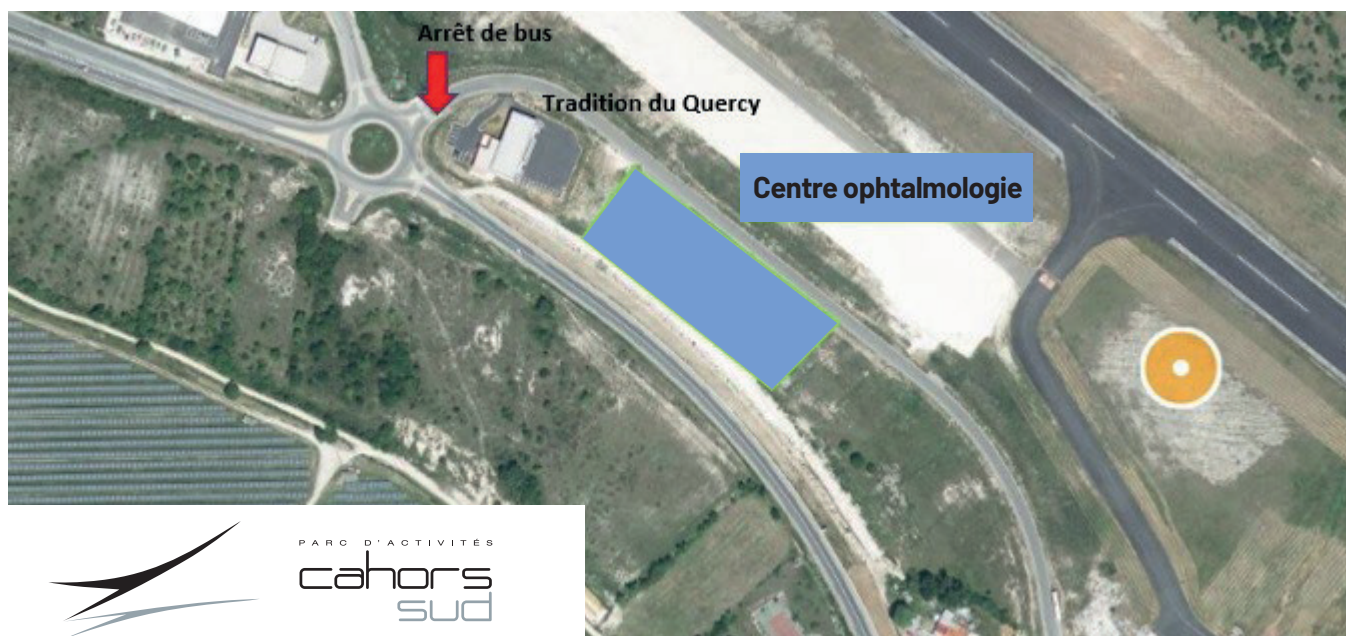 Arrêt de bus
Tradition du Quercy
Centre ophtalmologie
PARC D'ACTIVITÉS
cahors
sud